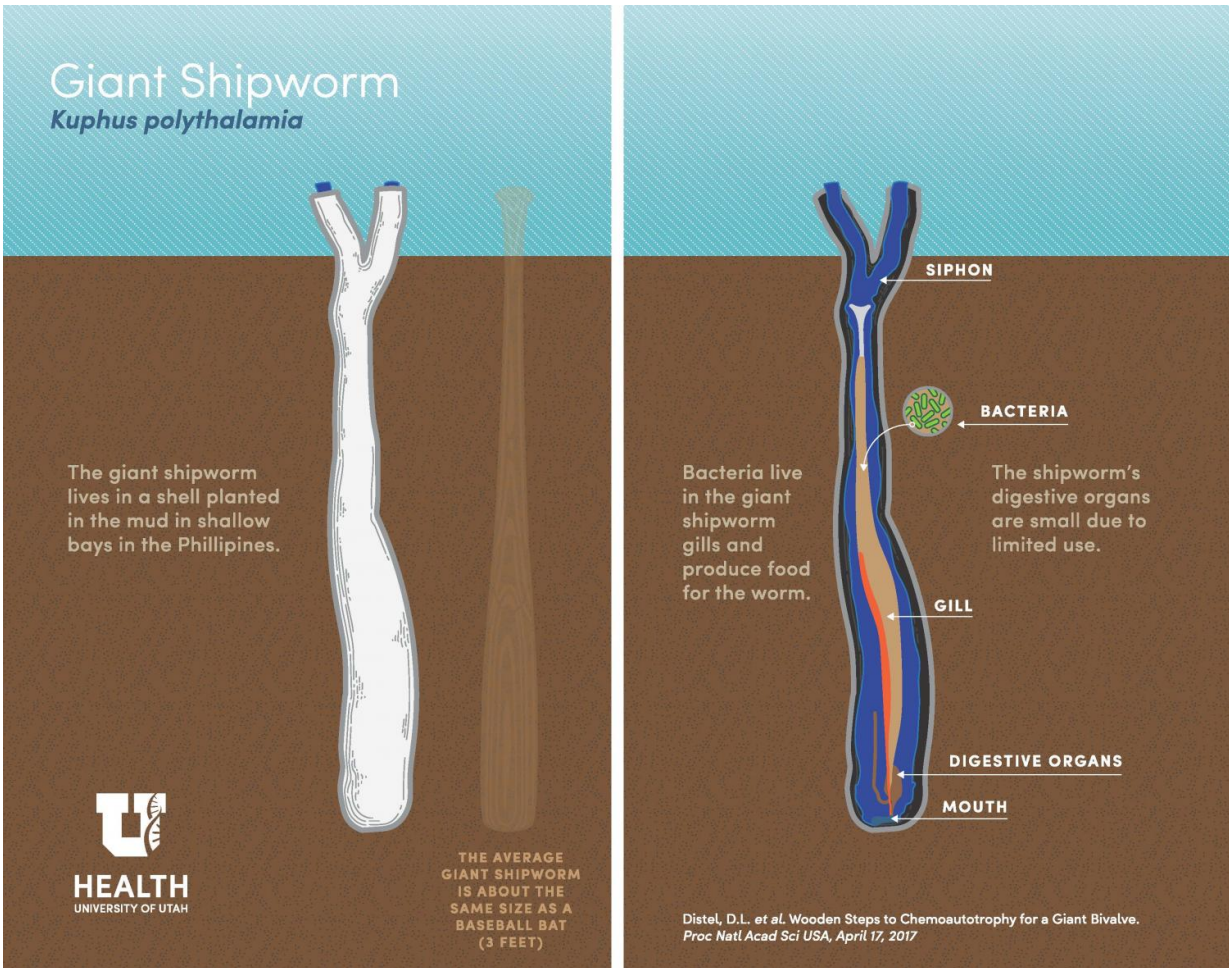 Giant Shipworm
Kuphus polythalamia
The giant shipworm
lives in a shell planted
in the mud in shallow
bays in the Phillipines.
THE AVERAGE
GIANT SHIPWORM
IS ABOUT THE
SAME SIZE AS A
BASEBALL BAT
(3 FEET)
U
HEALTH
UNIVERSITY OF UTAH
SIPHON
BACTERIA
Bacteria live
in the giant
shipworm
gills and
produce food
for the worm.
The shipworm's
digestive organs
are small due to
limited use.
GILL
DIGESTIVE ORGANS
MOUTH
Distel, D.L. et al. Wooden Steps to Chemoautotrophy for a Giant Bivalve.
Proc Natl Acad Sci USA, April 17, 2017